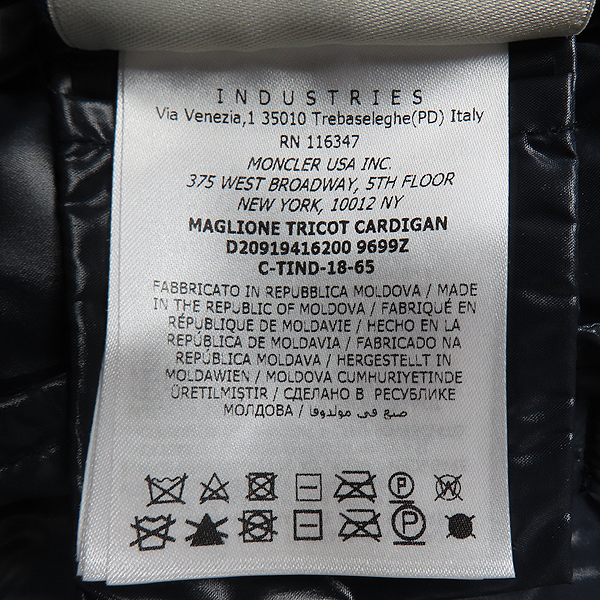 INDUSTRIES
Via Venezia,1 35010 Trebaseleghe(PD) Italy
RN 116347
MONCLER USA INC.
375 WEST BROADWAY, 5TH FLOOR
NEW YORK, 10012 NY
MAGLIONE TRICOT CARDIGAN
D20919416200 9699Z
C-TIND-18-65
FABBRICATO IN REPUBBLICA MOLDOVA / MADE
IN THE REPUBLIC OF MOLDOVA / FABRIQUÉ EN
RÉPUBLIQUE DE MOLDAVIE / HECHO EN LA
REPÚBLICA DE MOLDAVIA / FABRICADO NA
REPÚBLICA MOLDAVA / HERGESTELLT IN
MOLDAWIEN / MOLDOVA CUMHURIYETINDE
ÜRETILMIŞTIR / СДЕЛАНО В РЕСПУБЛИКЕ
МОЛДОВА / صنع في مولدوفا
P W
P